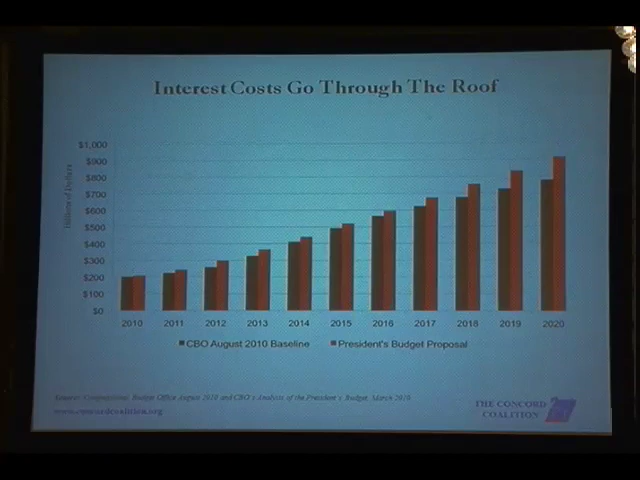 Interest Costs Go Through The Roof
Billions of Dollars
$1,000
$900
$800
$700
$600
$500
$400
$300
$200
$100
$0
2010 2011 2012 2013 2014 2015 2016 2017 2018 2019 2020
CBO August 2010 Baseline President's Budget Proposal
Source: Congressional Budget Office August 2010 and CBO's Analysis of the President's Budget, March 2010
www.concordcoalition.org
THE CONCORD
COALITION